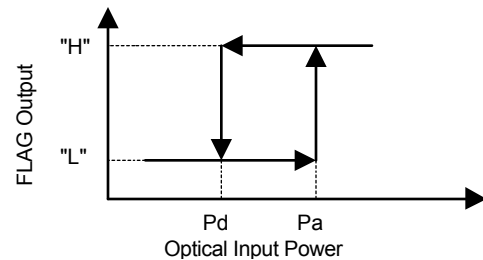 "H"
FLAG Output
"L"
Pd
Pa
Optical Input Power